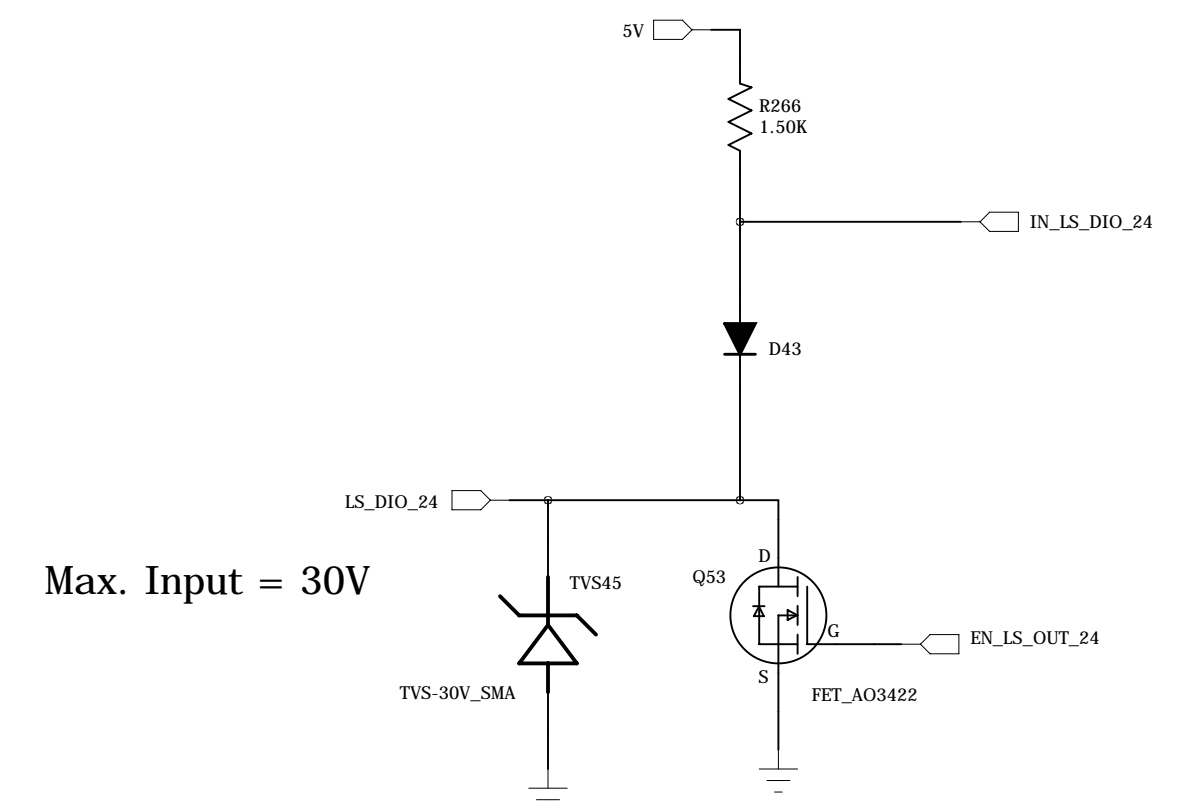 5V
R266
1.50K
IN_LS_DIO_24
D43
LS_DIO_24
Max. Input = 30V
TVS45
TVS-30V_SMA
D
Q53
G
EN_LS_OUT_24
S
FET_AO3422